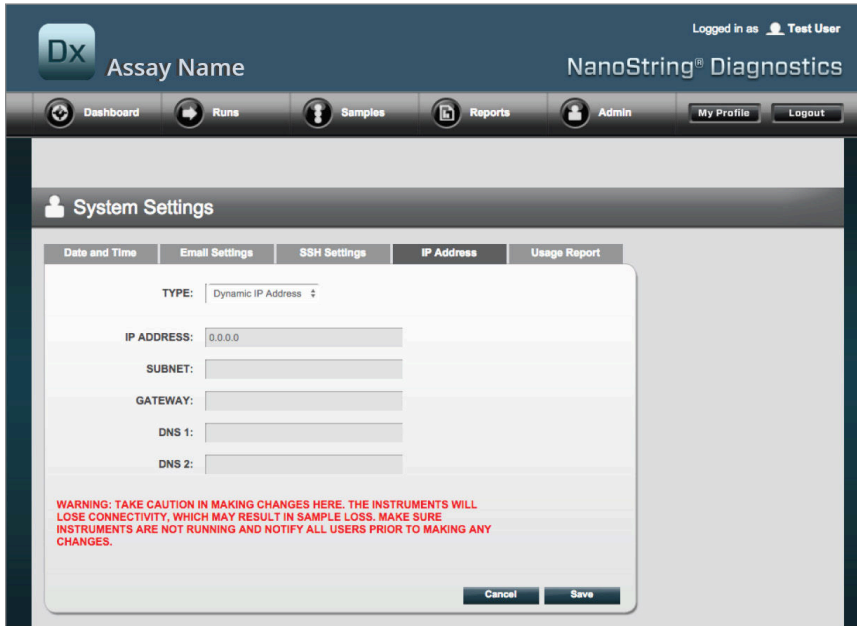 Logged in as Test User
Dx
Assay Name
NanoString® Diagnostics
Dashboard Runs Samples Reports Admin My Profile Logout
System Settings
Date and Time Email Settings SSH Settings IP Address Usage Report
TYPE: Dynamic IP Address
IP ADDRESS: 0.0.0.0
SUBNET:
GATEWAY:
DNS 1:
DNS 2:
WARNING: TAKE CAUTION IN MAKING CHANGES HERE. THE INSTRUMENTS WILL
LOSE CONNECTIVITY, WHICH MAY RESULT IN SAMPLE LOSS. MAKE SURE
INSTRUMENTS ARE NOT RUNNING AND NOTIFY ALL USERS PRIOR TO MAKING ANY
CHANGES.
Cancel Save